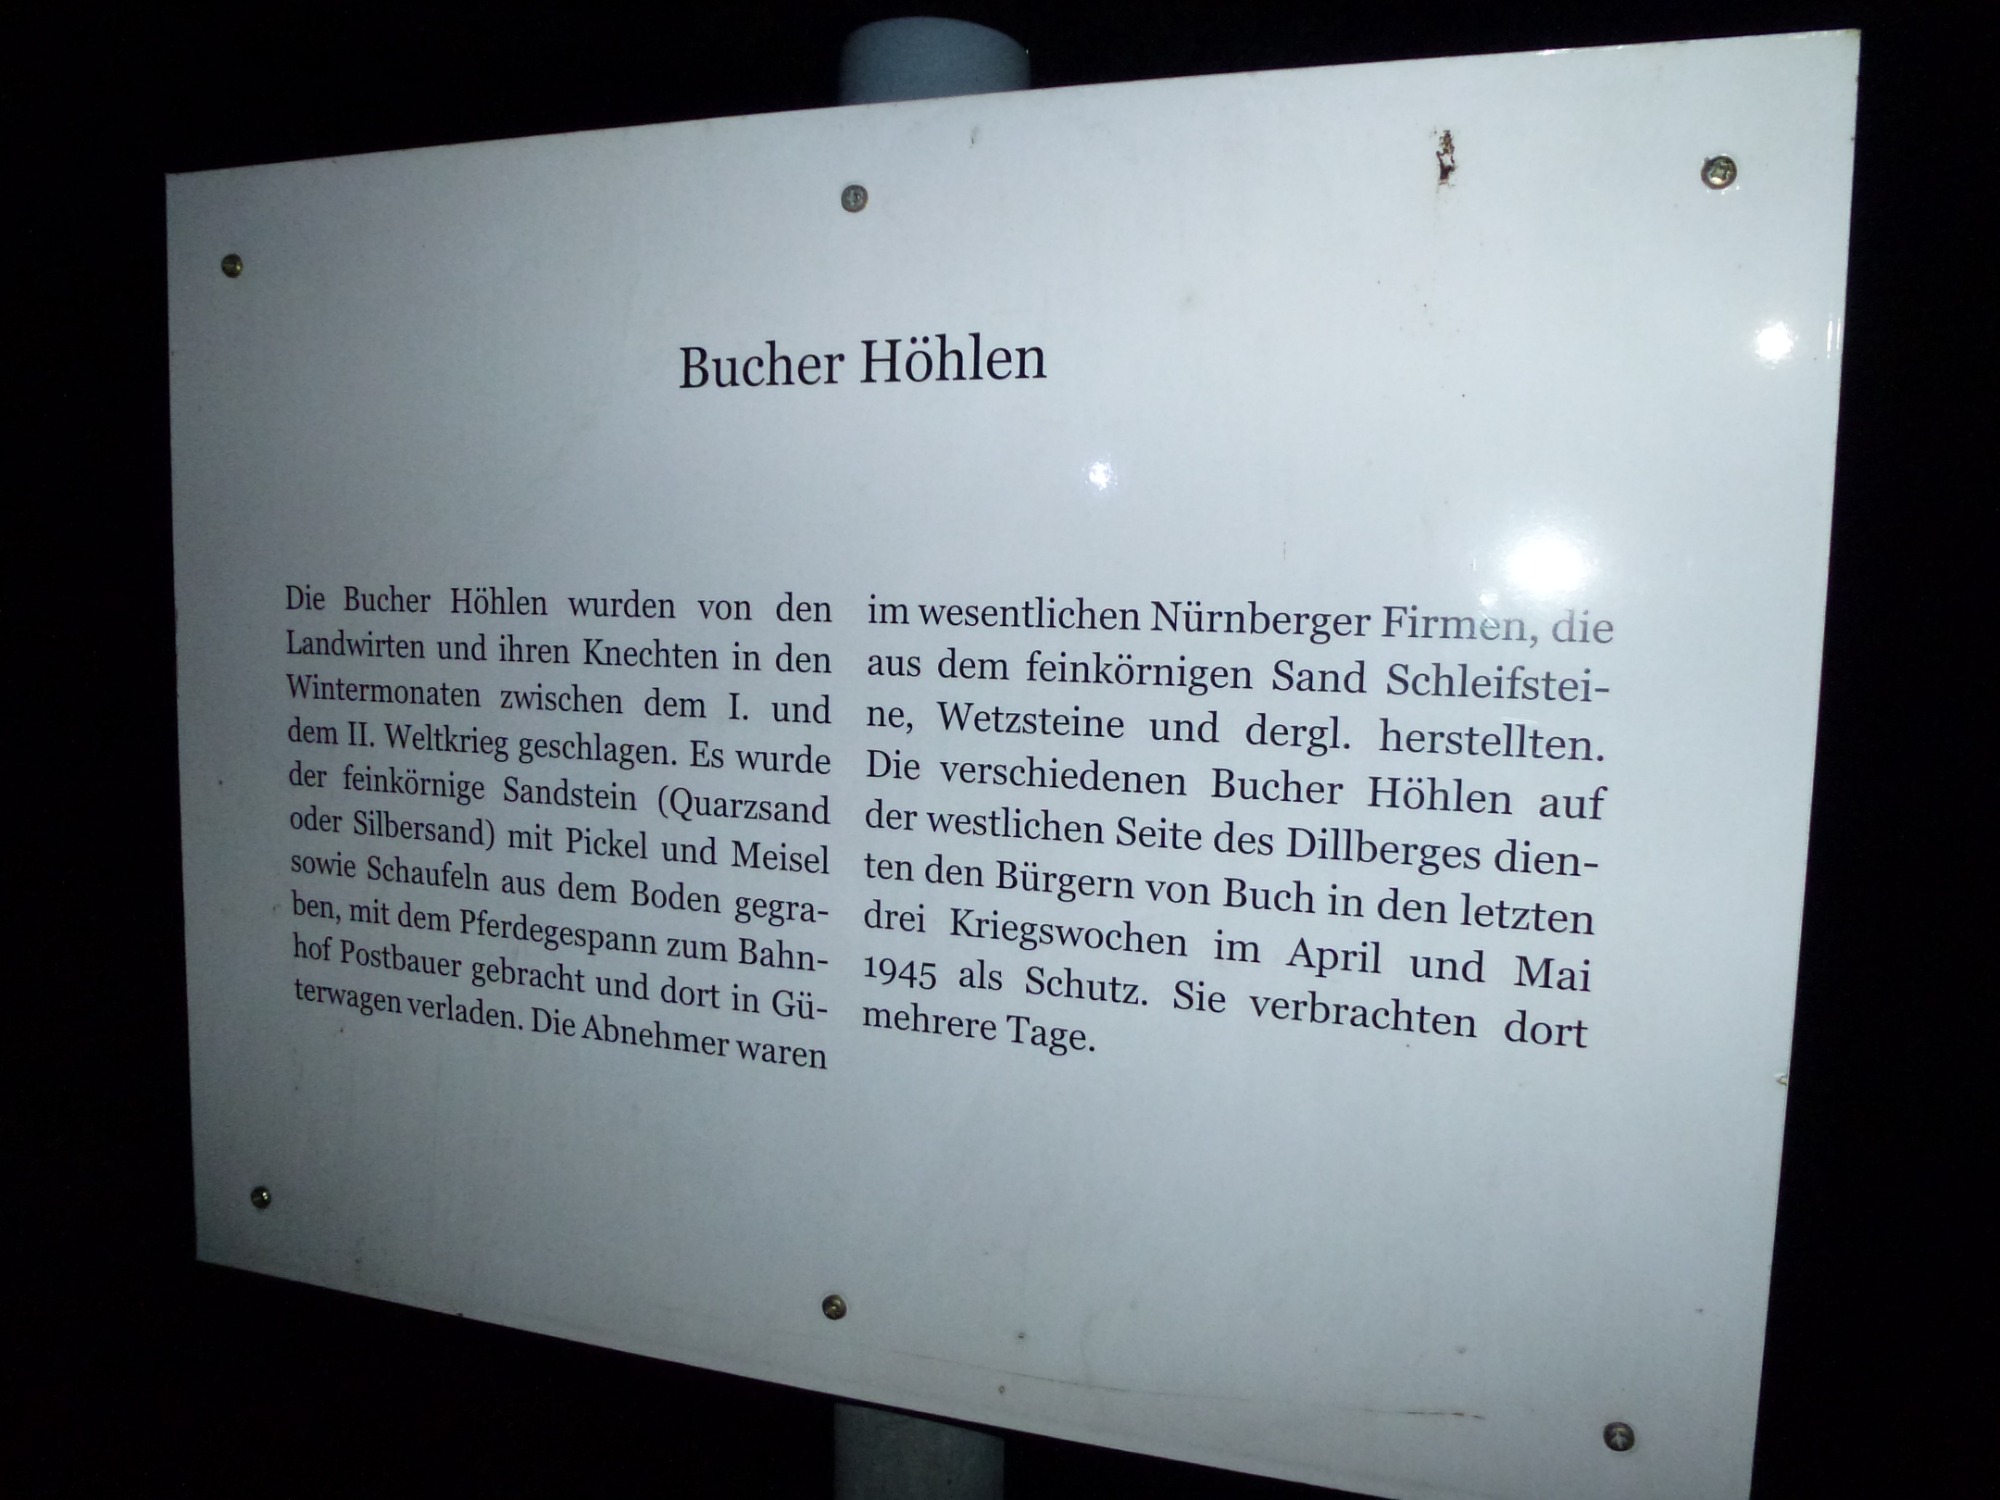 Bucher Höhlen
Die Bucher Höhlen wurden von den
Landwirten und ihren Knechten in den
Wintermonaten zwischen dem I. und
dem II. Weltkrieg geschlagen. Es wurde
der feinkörnige Sandstein (Quarzsand
oder Silbersand) mit Pickel und Meisel
sowie Schaufeln aus dem Boden gegra-
ben, mit dem Pferdegespann zum Bahn-
hof Postbauer gebracht und dort in Gü-
terwagen verladen. Die Abnehmer waren
im wesentlichen Nürnberger Firmen, die
aus dem feinkörnigen Sand Schleifstei-
ne, Wetzsteine und dergl. herstellten.
Die verschiedenen Bucher Höhlen auf
der westlichen Seite des Dillberges dien-
ten den Bürgern von Buch in den letzten
drei Kriegswochen im April und Mai
1945 als Schutz. Sie verbrachten dort
mehrere Tage.